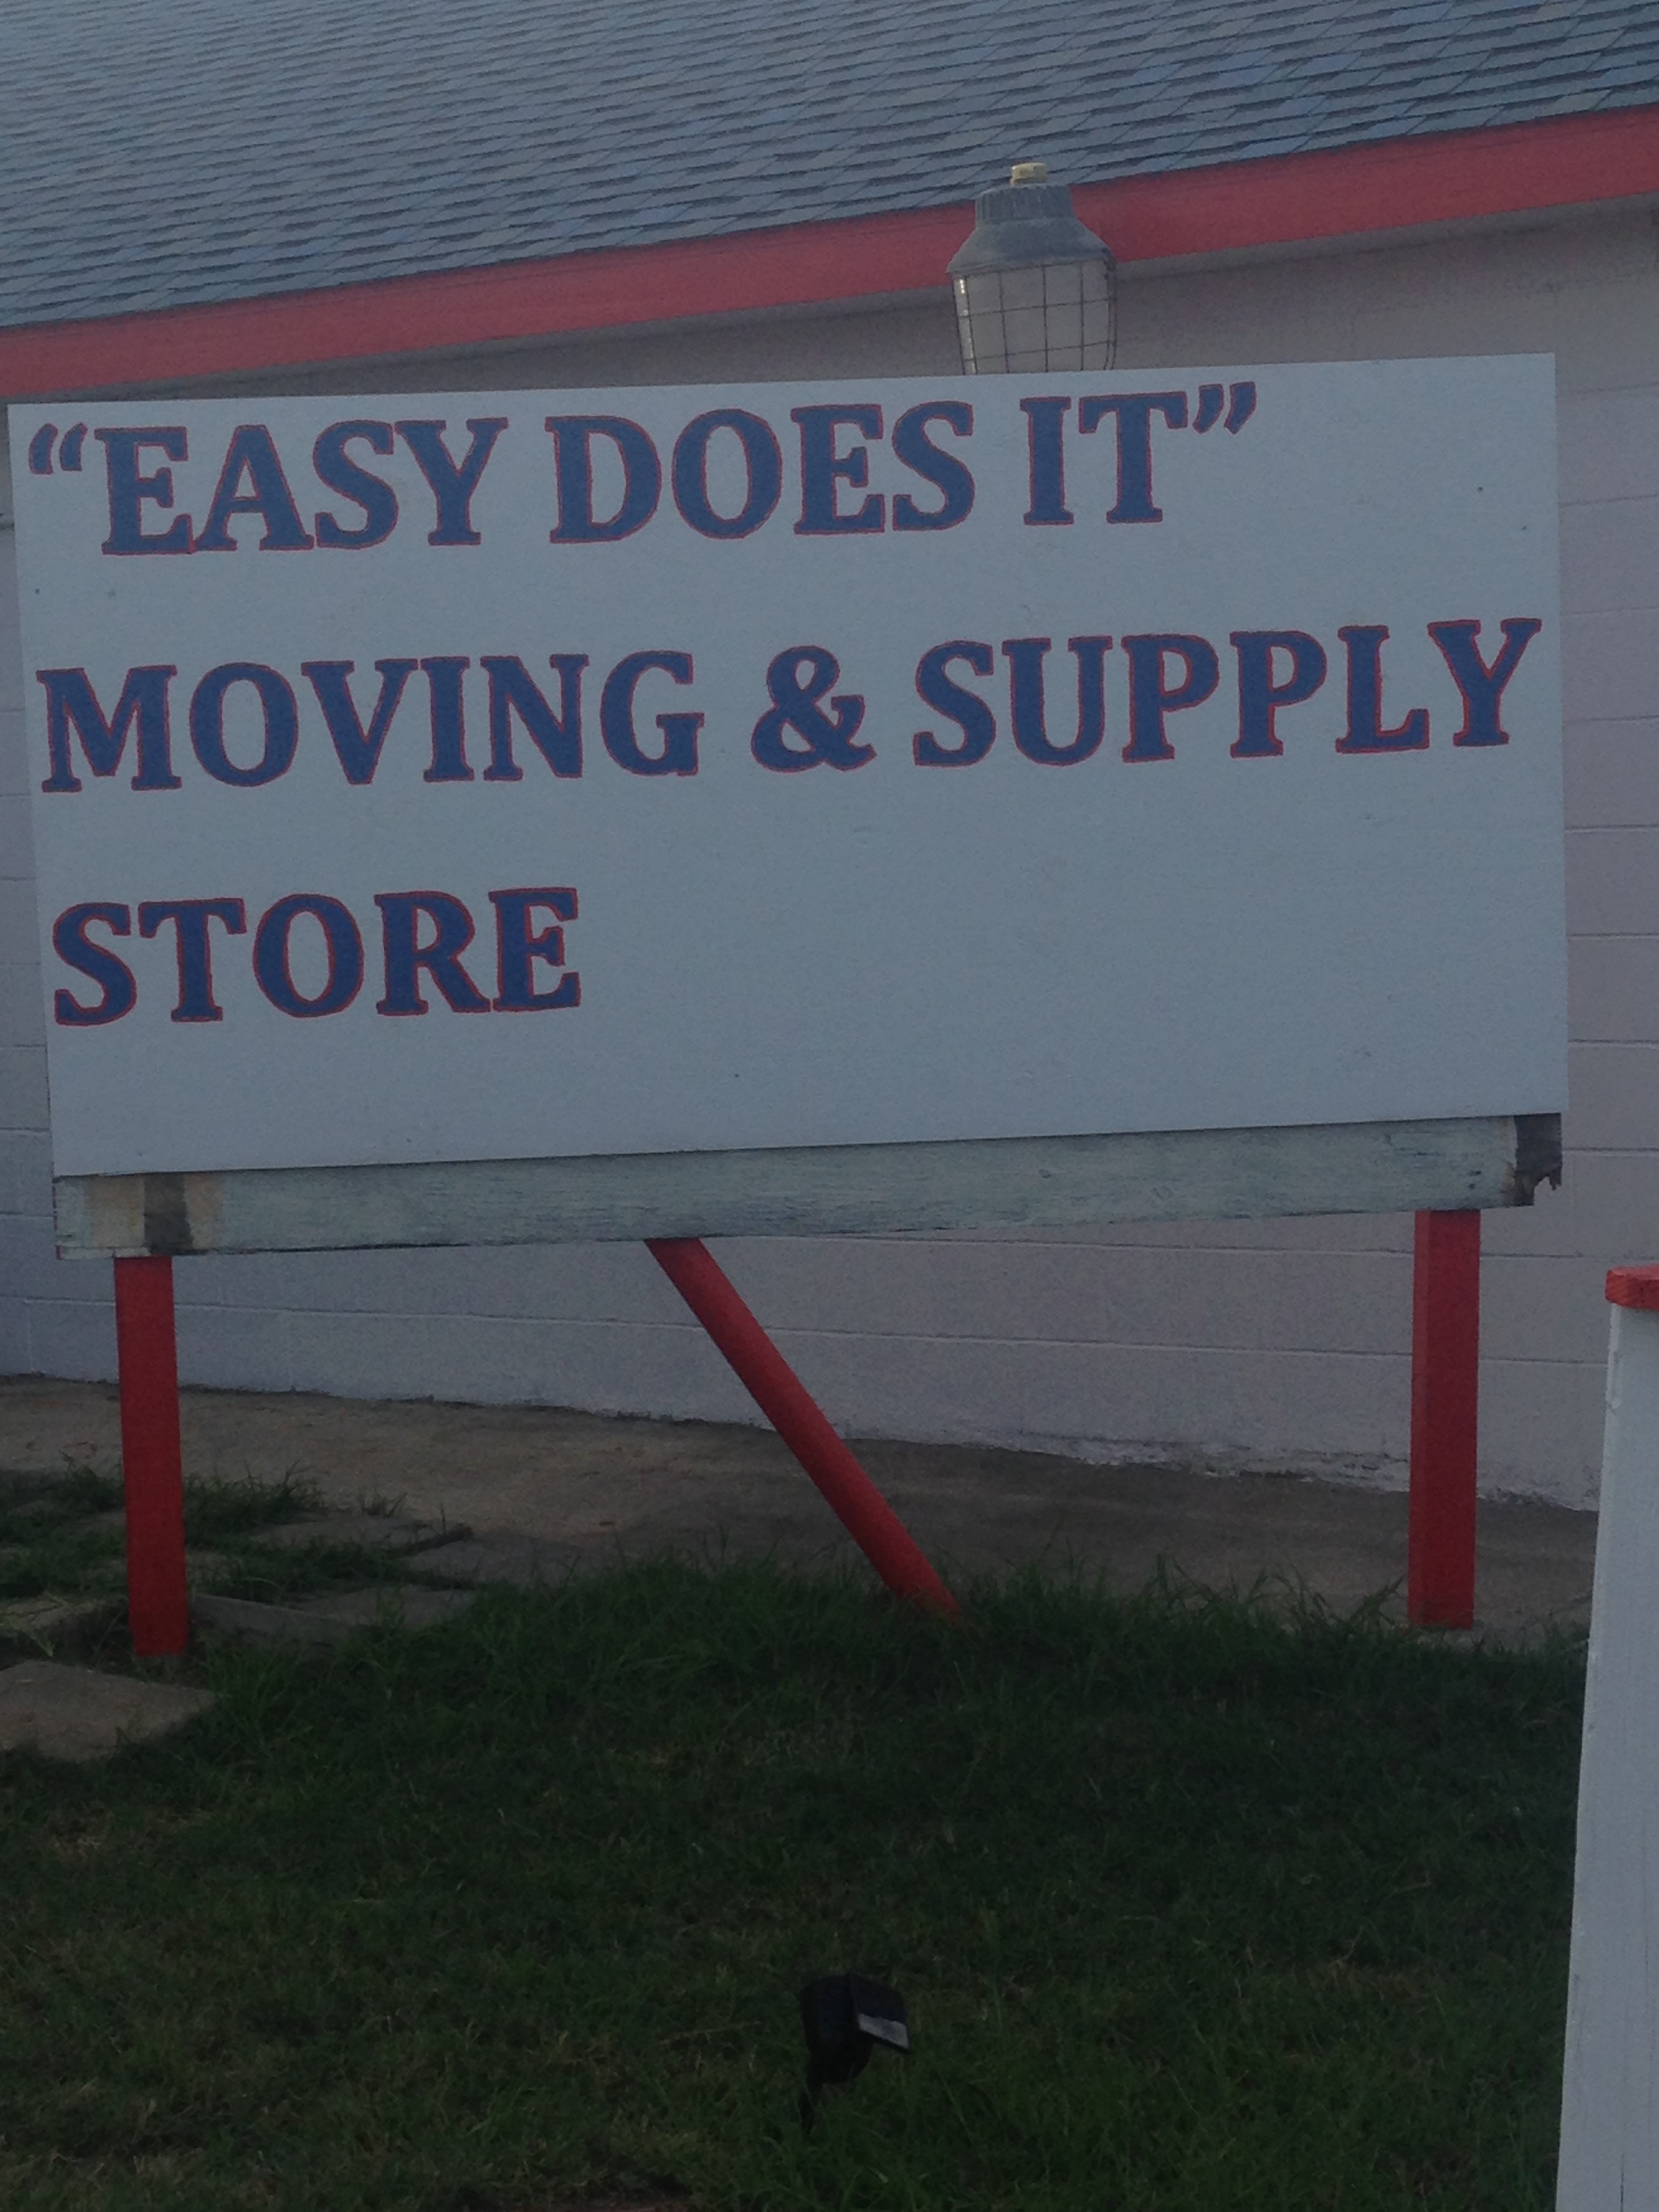 “EASY DOES IT”
MOVING & SUPPLY
STORE